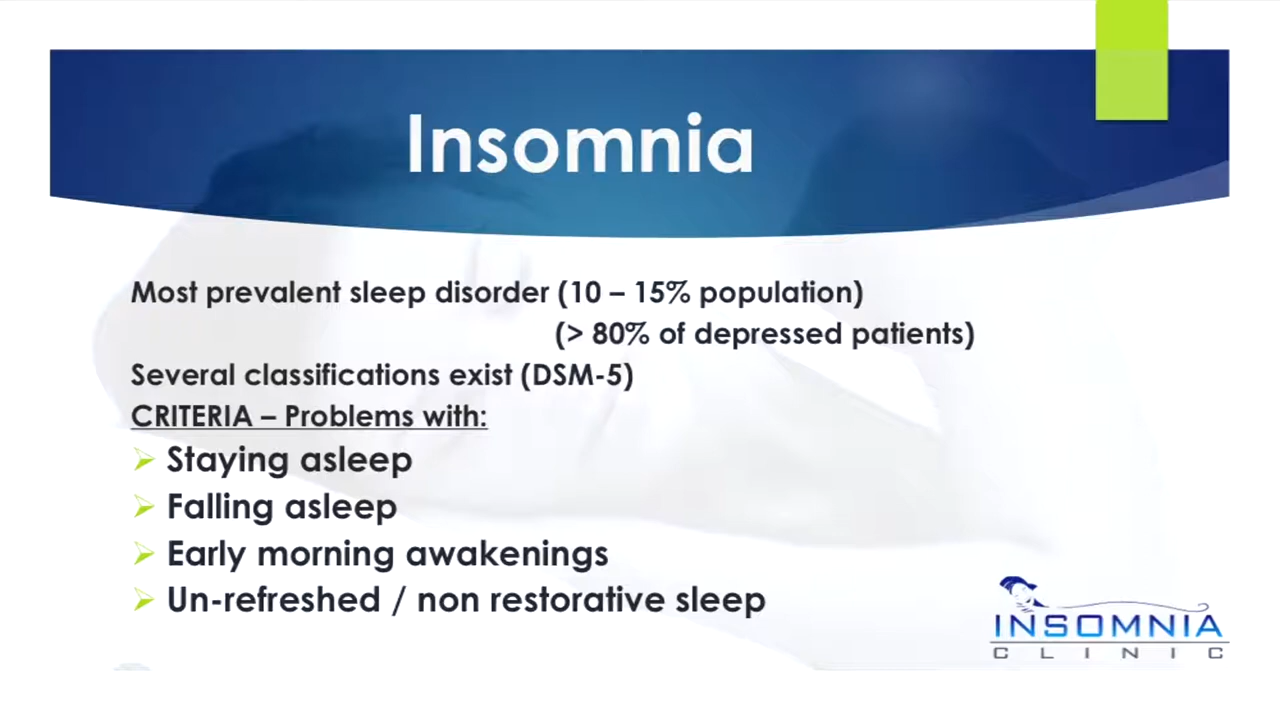 Insomnia
Most prevalent sleep disorder (10 – 15% population)
(> 80% of depressed patients)
Several classifications exist (DSM-5)
CRITERIA – Problems with:
Staying asleep
Falling asleep
Early morning awakenings
Un-refreshed / non restorative sleep
INSOMNIA
CLINIC